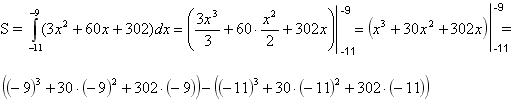 S = ∫_{-11}^{-9} (3x² + 60x + 302)dx = (3x³/3 + 60 · x²/2 + 302x)|_{-11}^{-9} = (x³ + 30x² + 302x)|_{-11}^{-9} =
((− 9)³ + 30 · (− 9)² + 302 · (− 9)) − ((−11)³ + 30 · (−11)² + 302 · (−11))